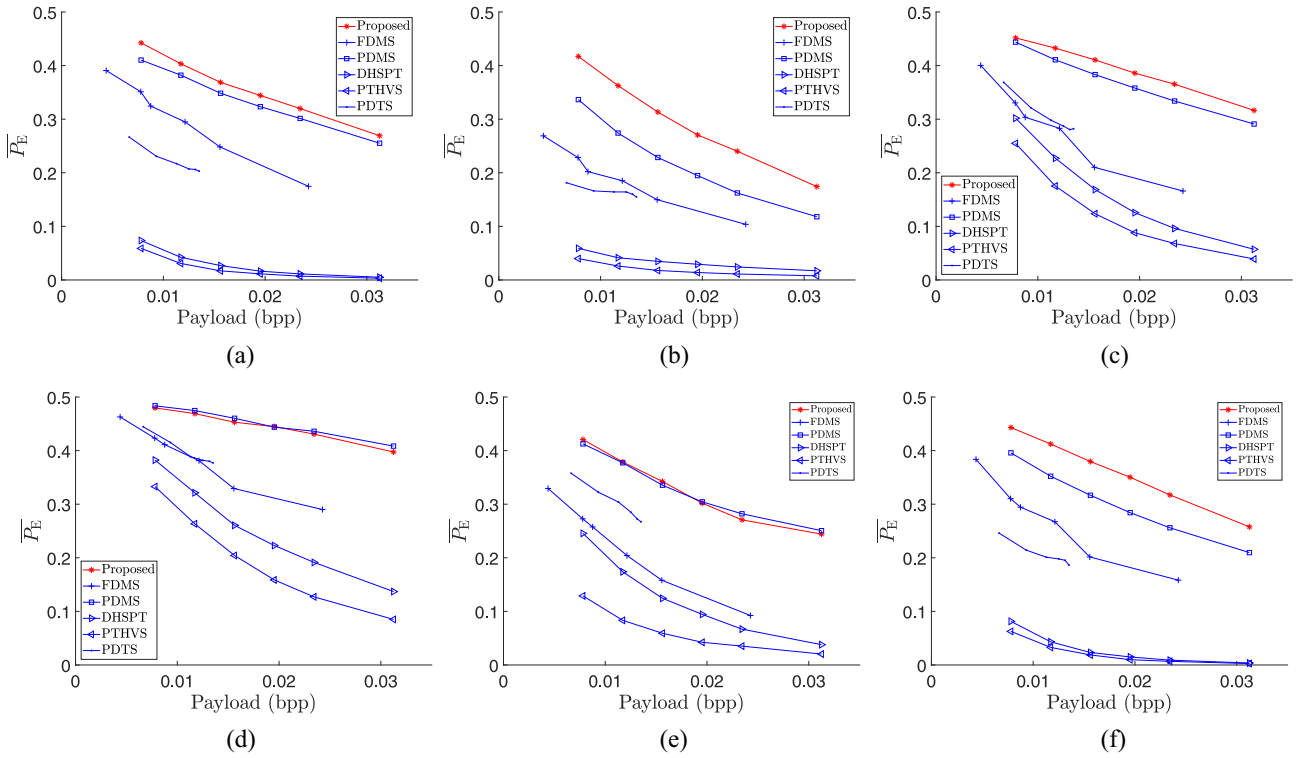 0.5
0.4
0.3
0.2
0.1
0
P_E
0 0.01 0.02 0.03
Payload (bpp)
Proposed
FDMS
PDMS
DHSPT
PTHVS
PDTS
(a)
0.5
0.4
0.3
0.2
0.1
0
P_E
0 0.01 0.02 0.03
Payload (bpp)
Proposed
FDMS
PDMS
DHSPT
PTHVS
PDTS
(b)
0.5
0.4
0.3
0.2
0.1
0
P_E
0 0.01 0.02 0.03
Payload (bpp)
Proposed
FDMS
PDMS
DHSPT
PTHVS
PDTS
(c)
0.5
0.4
0.3
0.2
0.1
0
P_E
0 0.01 0.02 0.03
Payload (bpp)
Proposed
FDMS
PDMS
DHSPT
PTHVS
PDTS
(d)
0.5
0.4
0.3
0.2
0.1
0
P_E
0 0.01 0.02 0.03
Payload (bpp)
Proposed
FDMS
PDMS
DHSPT
PTHVS
PDTS
(e)
0.5
0.4
0.3
0.2
0.1
0
P_E
0 0.01 0.02 0.03
Payload (bpp)
Proposed
FDMS
PDMS
DHSPT
PTHVS
PDTS
(f)